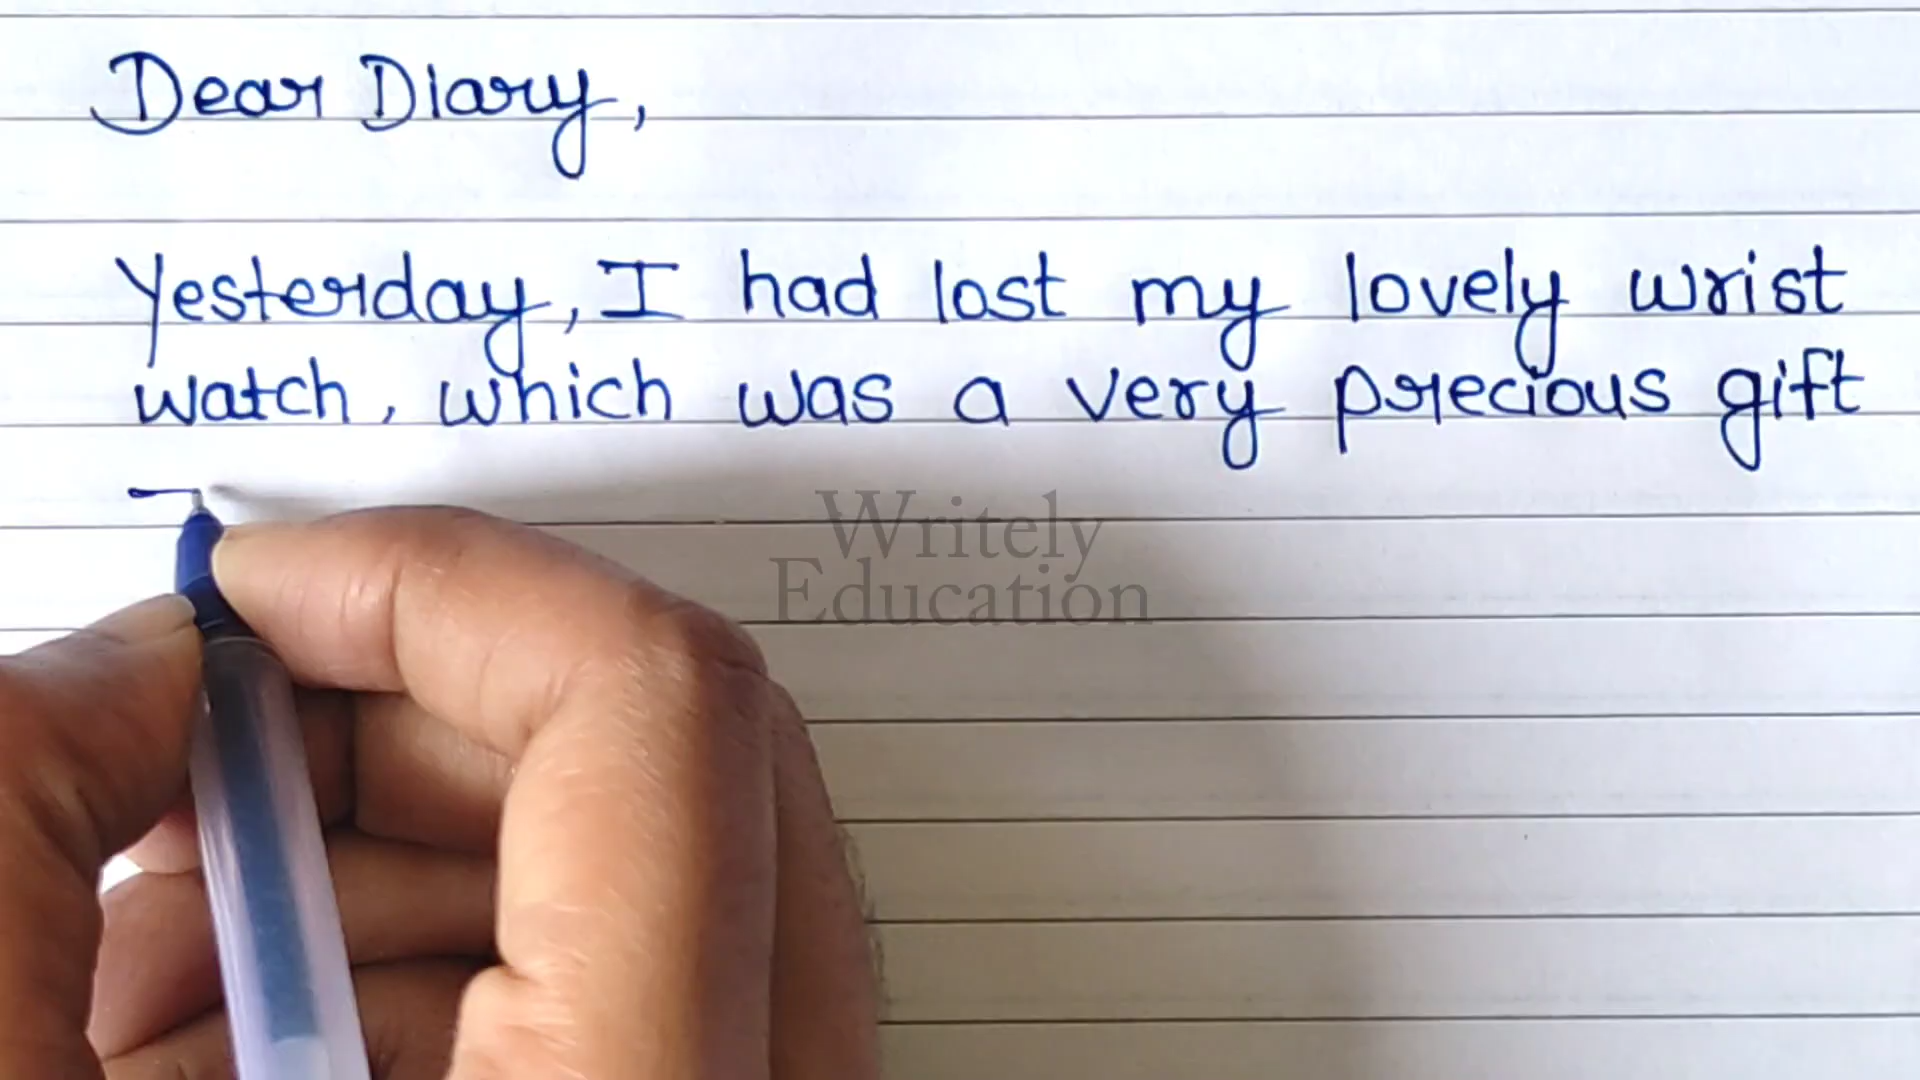 Dear Diary,
Yesterday, I had lost my lovely wrist
watch, which was a very precious gift
Writely
Education